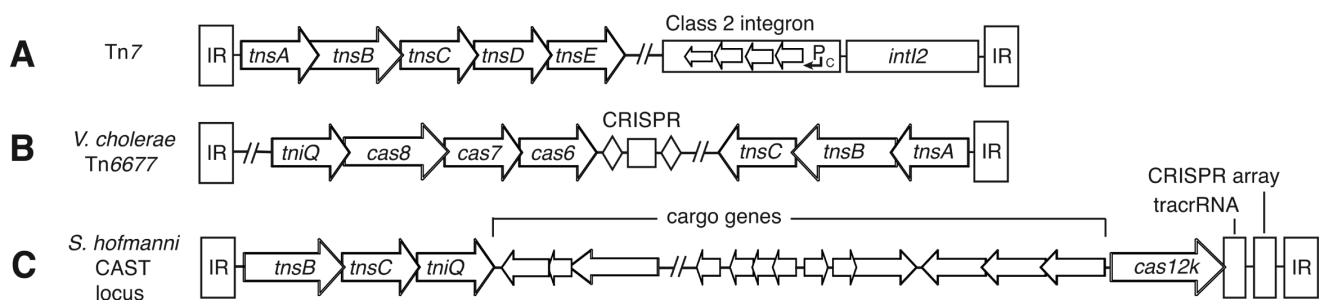 A Tn7 IR tnsA tnsB tnsC tnsD tnsE // Class 2 integron Pc intI2 IR
B V. cholerae
Tn6677
IR // tniQ cas8 cas7 cas6 CRISPR // tnsC tnsB tnsA IR
CRISPR array
tracrRNA
cargo genes
C S. hofmanni
CAST
locus
IR tnsB tnsC tniQ // cas12k IR